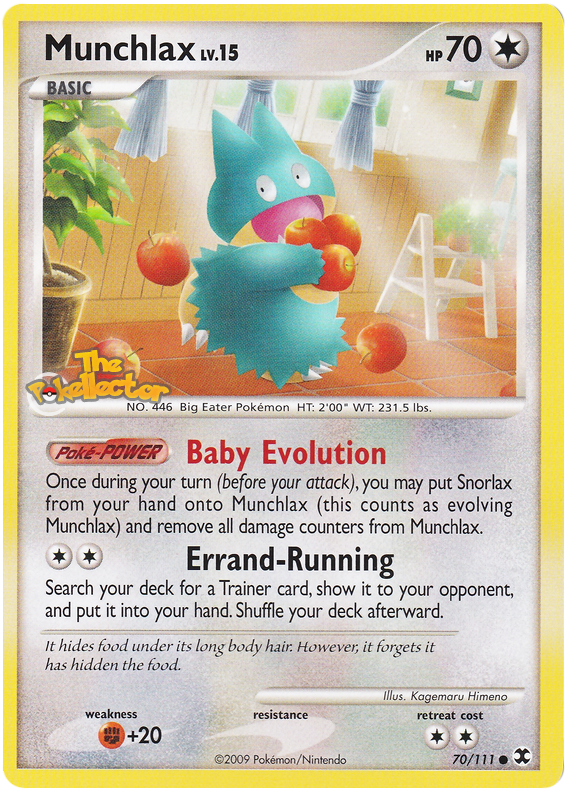 Munchlax LV.15 HP 70
BASIC
The
Pokellector
NO. 446 Big Eater Pokémon HT: 2'00" WT: 231.5 lbs.
Poké-POWER Baby Evolution
Once during your turn (before your attack), you may put Snorlax
from your hand onto Munchlax (this counts as evolving
Munchlax) and remove all damage counters from Munchlax.
Errand-Running
Search your deck for a Trainer card, show it to your opponent,
and put it into your hand. Shuffle your deck afterward.
It hides food under its long body hair. However, it forgets it
has hidden the food.
Illus. Kagemaru Himeno
weakness resistance retreat cost
+20
©2009 Pokémon/Nintendo 70/111